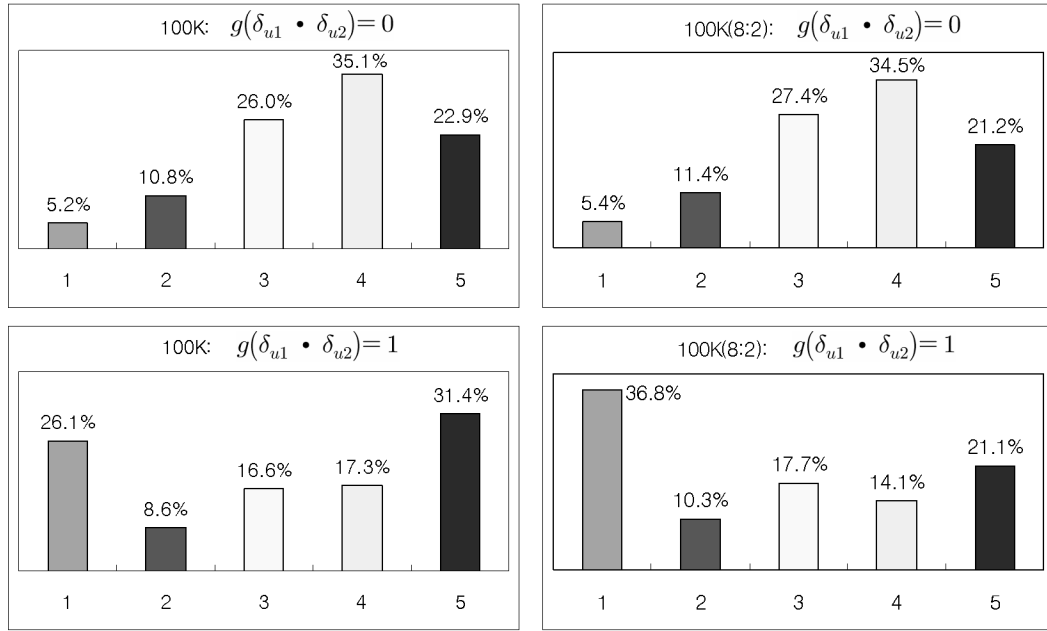 100K: g(δu1 • δu2)= 0
35.1%
26.0%
22.9%
10.8%
5.2%
1 2 3 4 5
100K(8:2): g(δu1 • δu2)= 0
34.5%
27.4%
21.2%
11.4%
5.4%
1 2 3 4 5
100K: g(δu1 • δu2)= 1
31.4%
26.1%
16.6%
17.3%
8.6%
1 2 3 4 5
100K(8:2): g(δu1 • δu2)= 1
36.8%
21.1%
17.7%
14.1%
10.3%
1 2 3 4 5